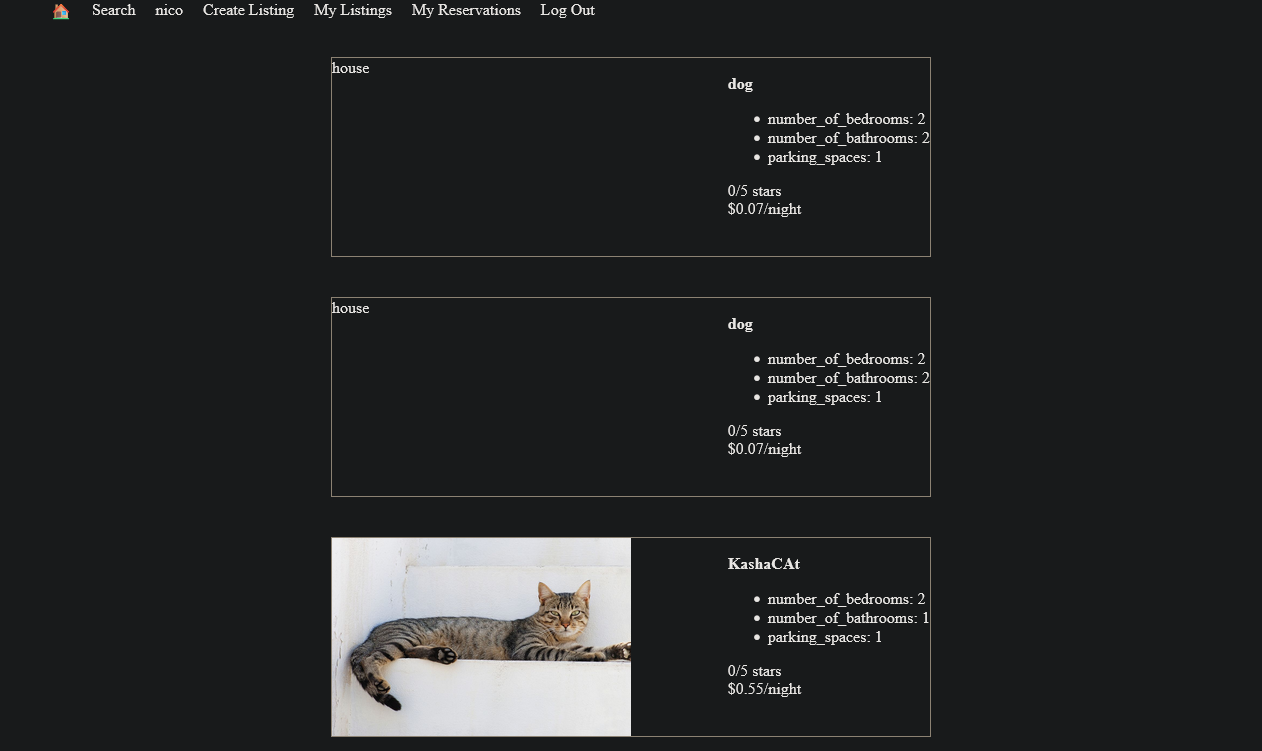 Search nico Create Listing My Listings My Reservations Log Out
house
dog
number_of_bedrooms: 2
number_of_bathrooms: 2
parking_spaces: 1
0/5 stars
$0.07/night
house
dog
number_of_bedrooms: 2
number_of_bathrooms: 2
parking_spaces: 1
0/5 stars
$0.07/night
KashaCAt
number_of_bedrooms: 2
number_of_bathrooms: 1
parking_spaces: 1
0/5 stars
$0.55/night